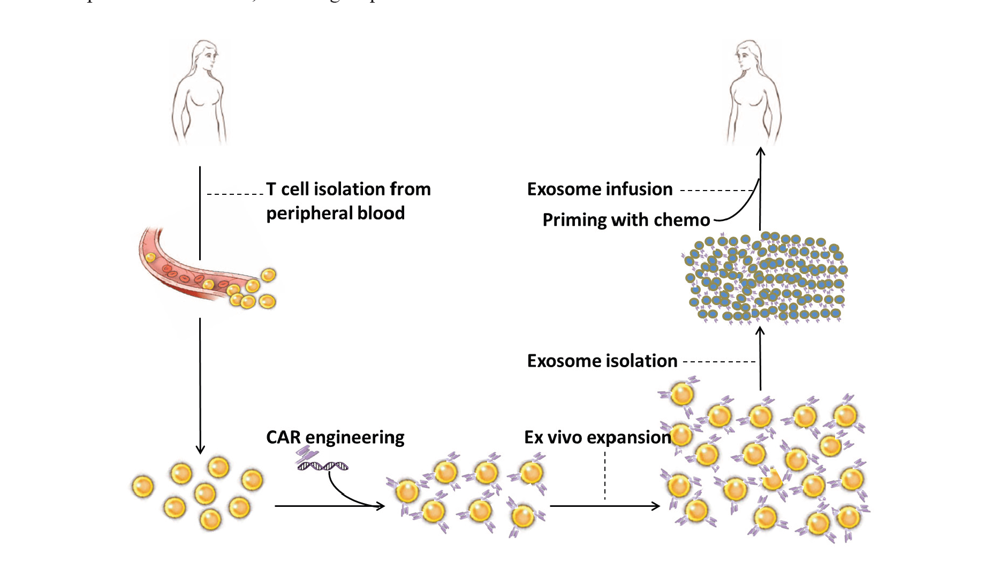 T cell isolation from
peripheral blood
CAR engineering
Ex vivo expansion
Exosome isolation
Exosome infusion
Priming with chemo